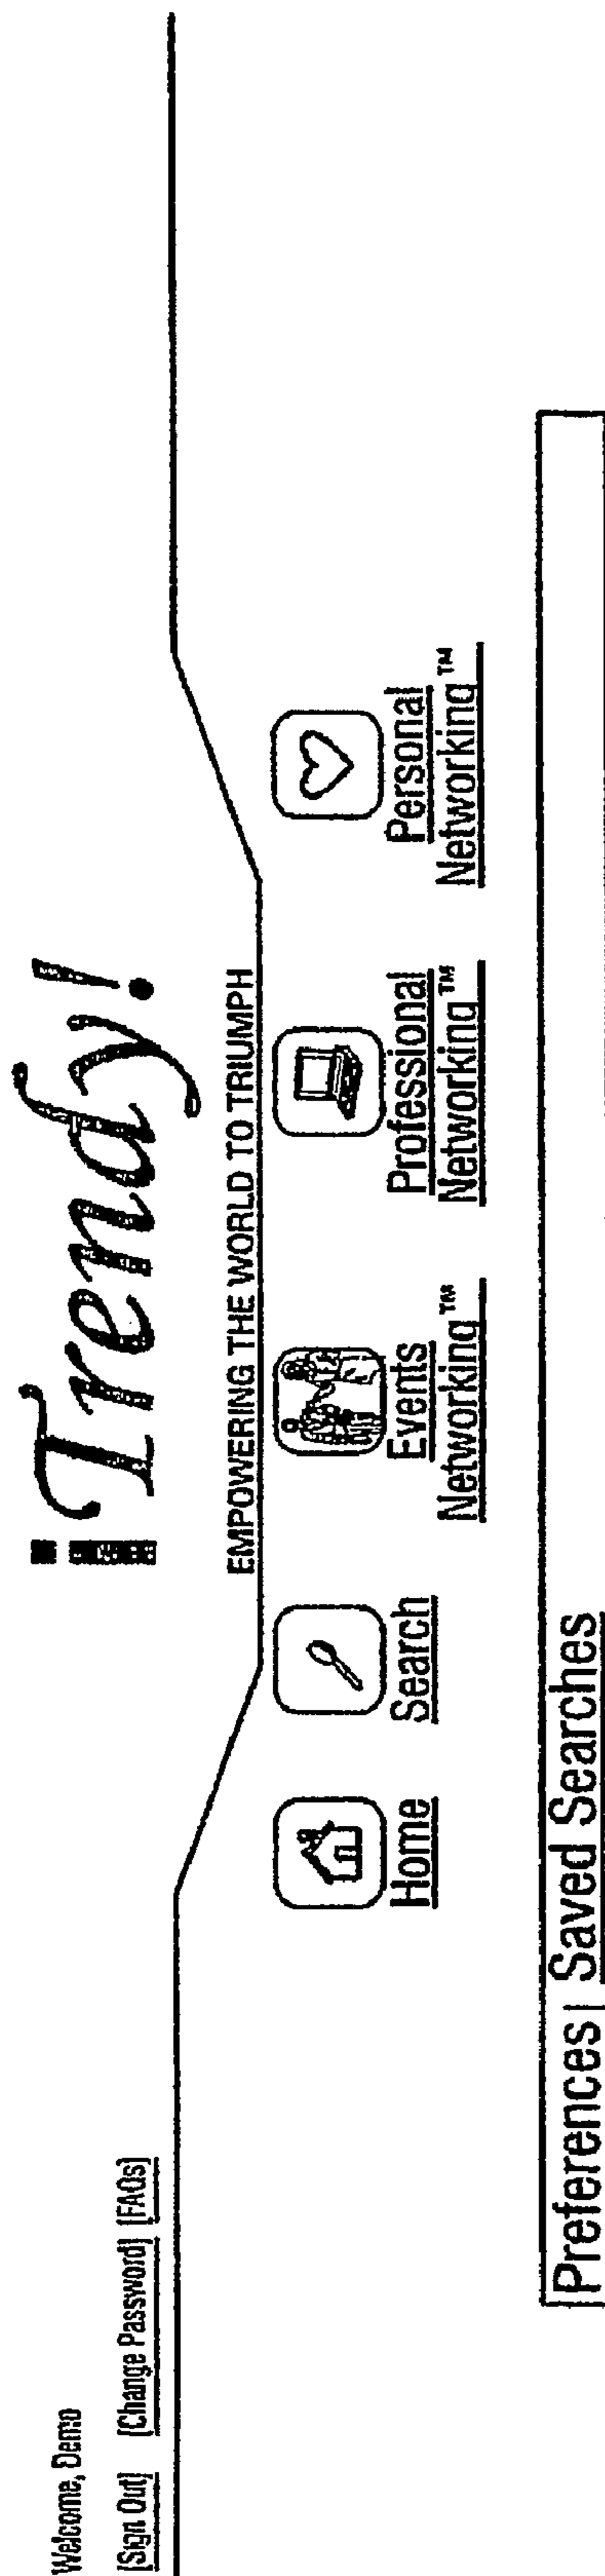 Welcome, Demo
[Sign Out] [Change Password] [FAQs]
iTrendy!
EMPOWERING THE WORLD TO TRIUMPH
Home
Search
Events
Networking™
Professional
Networking™
Personal
Networking™
Preferences| Saved Searches